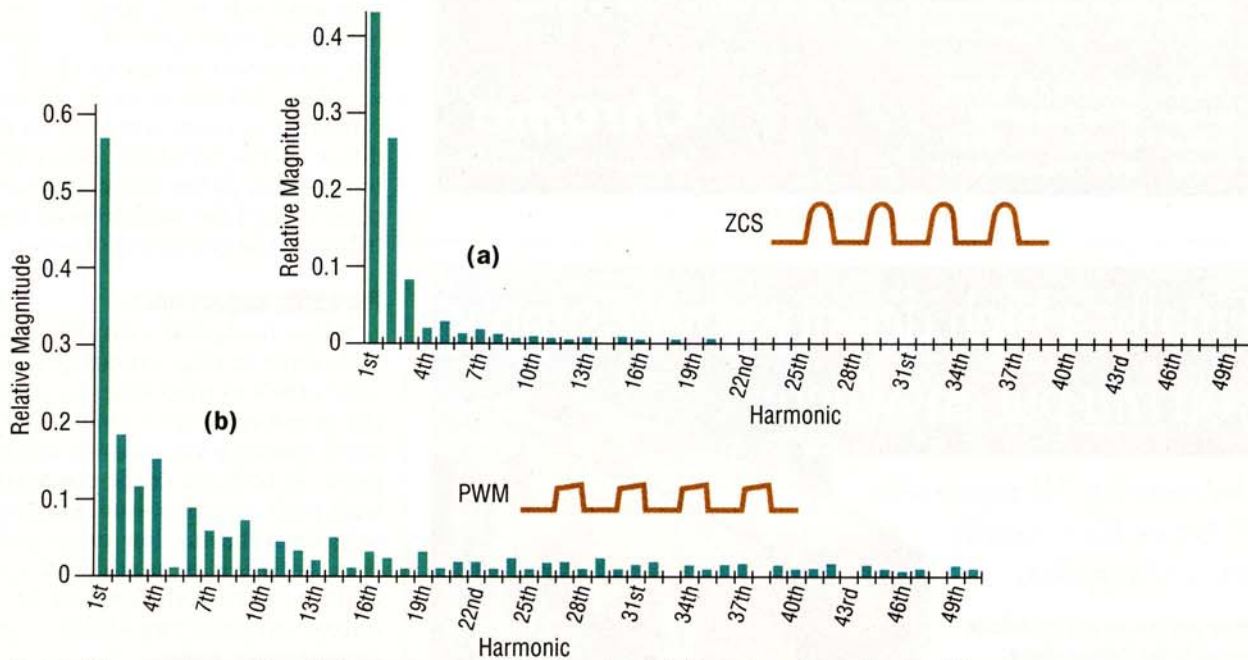 0.4
0.3
0.2
0.1
0
Relative Magnitude
(a)
ZCS
1st 4th 7th 10th 13th 16th 19th 22nd 25th 28th 31st 34th 37th 40th 43rd 46th 49th
Harmonic
0.6
0.5
0.4
0.3
0.2
0.1
0
Relative Magnitude
(b)
PWM
1st 4th 7th 10th 13th 16th 19th 22nd 25th 28th 31st 34th 37th 40th 43rd 46th 49th
Harmonic